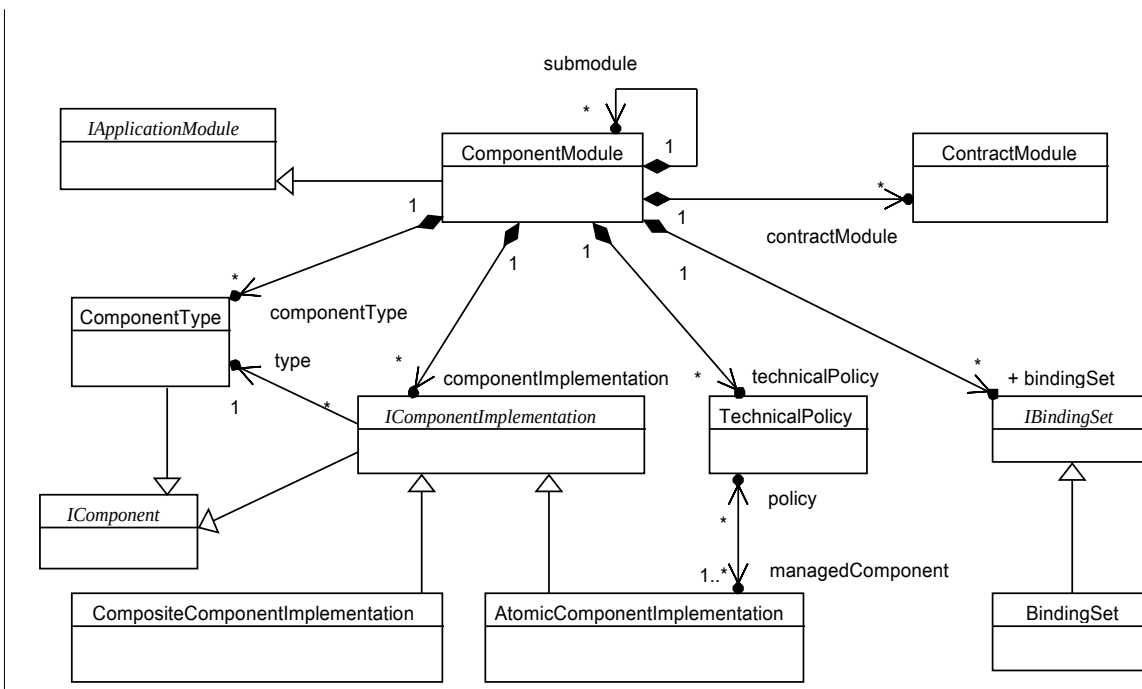 submodule
*
IApplicationModule
ComponentModule
1
ContractModule
*
1
1
contractModule
1
1
1
*
componentType
ComponentType
type
*
componentImplementation
*
technicalPolicy
*
+ bindingSet
1
*
IComponentImplementation
TechnicalPolicy
IBindingSet
IComponent
policy
*
1..*
managedComponent
CompositeComponentImplementation
AtomicComponentImplementation
BindingSet